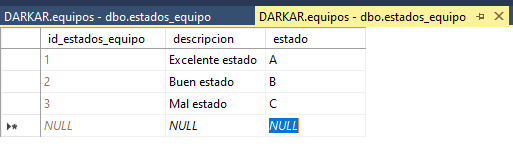 DARKAR.equipos - dbo.estados_equipo DARKAR.equipos - dbo.estados_equipo
id_estados_equipo descripcion estado
1 Excelente estado A
2 Buen estado B
3 Mal estado C
NULL NULL NULL